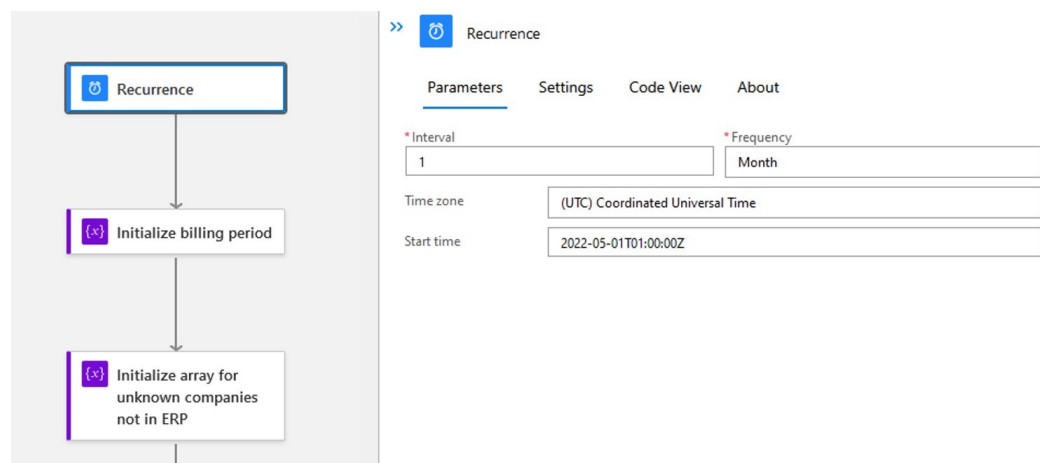 Recurrence
Initialize billing period
Initialize array for
unknown companies
not in ERP
Recurrence
Parameters Settings Code View About
* Interval * Frequency
1 Month
Time zone (UTC) Coordinated Universal Time
Start time 2022-05-01T01:00:00Z